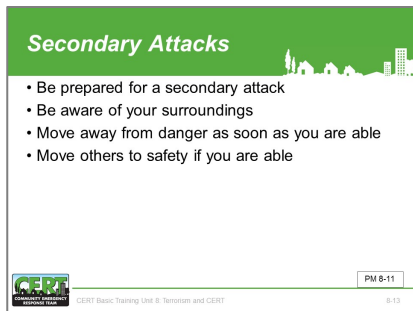 Secondary Attacks
• Be prepared for a secondary attack
• Be aware of your surroundings
• Move away from danger as soon as you are able
• Move others to safety if you are able
PM 8-11
CERT
COMMUNITY EMERGENCY
RESPONSE TEAM
CERT Basic Training Unit 8: Terrorism and CERT
8-13